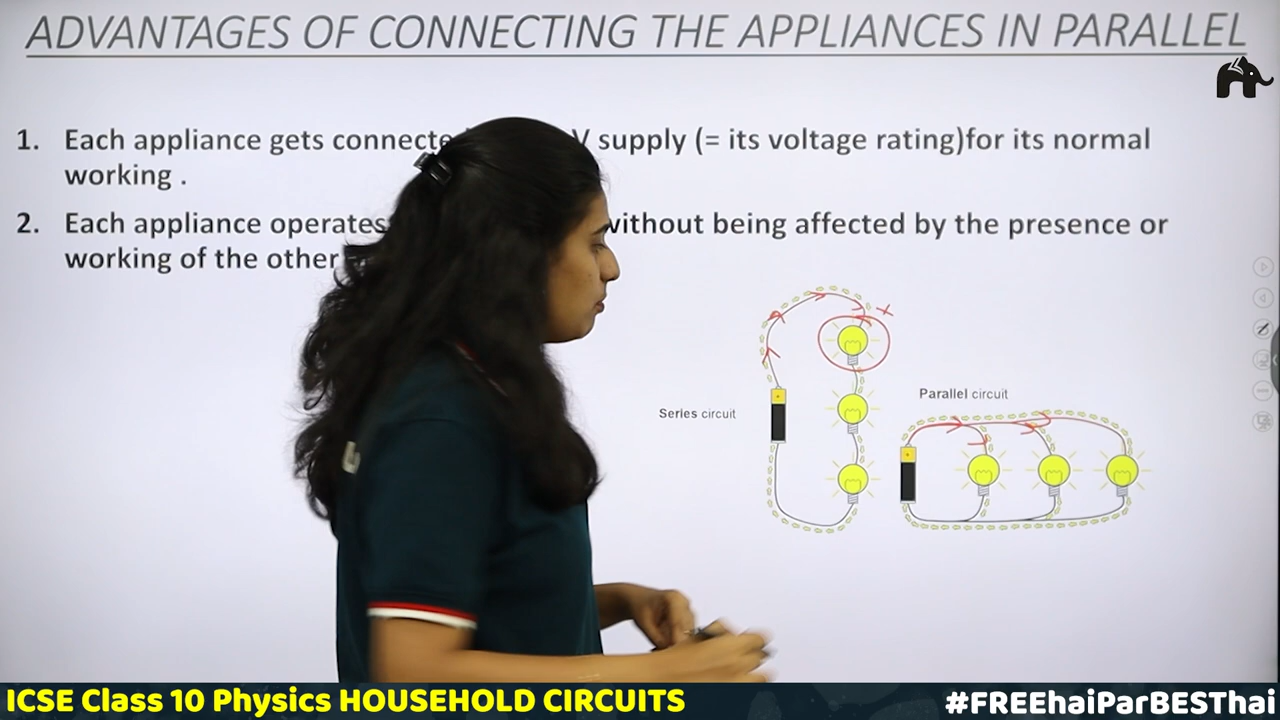 ADVANTAGES OF CONNECTING THE APPLIANCES IN PARALLEL
1. Each appliance gets V supply (= its voltage rating)for its normal
working .
2. Each appliance operates without being affected by the presence or
working of the other
Series circuit
Parallel circuit
ICSE Class 10 Physics HOUSEHOLD CIRCUITS
#FREEhaiParBESThai